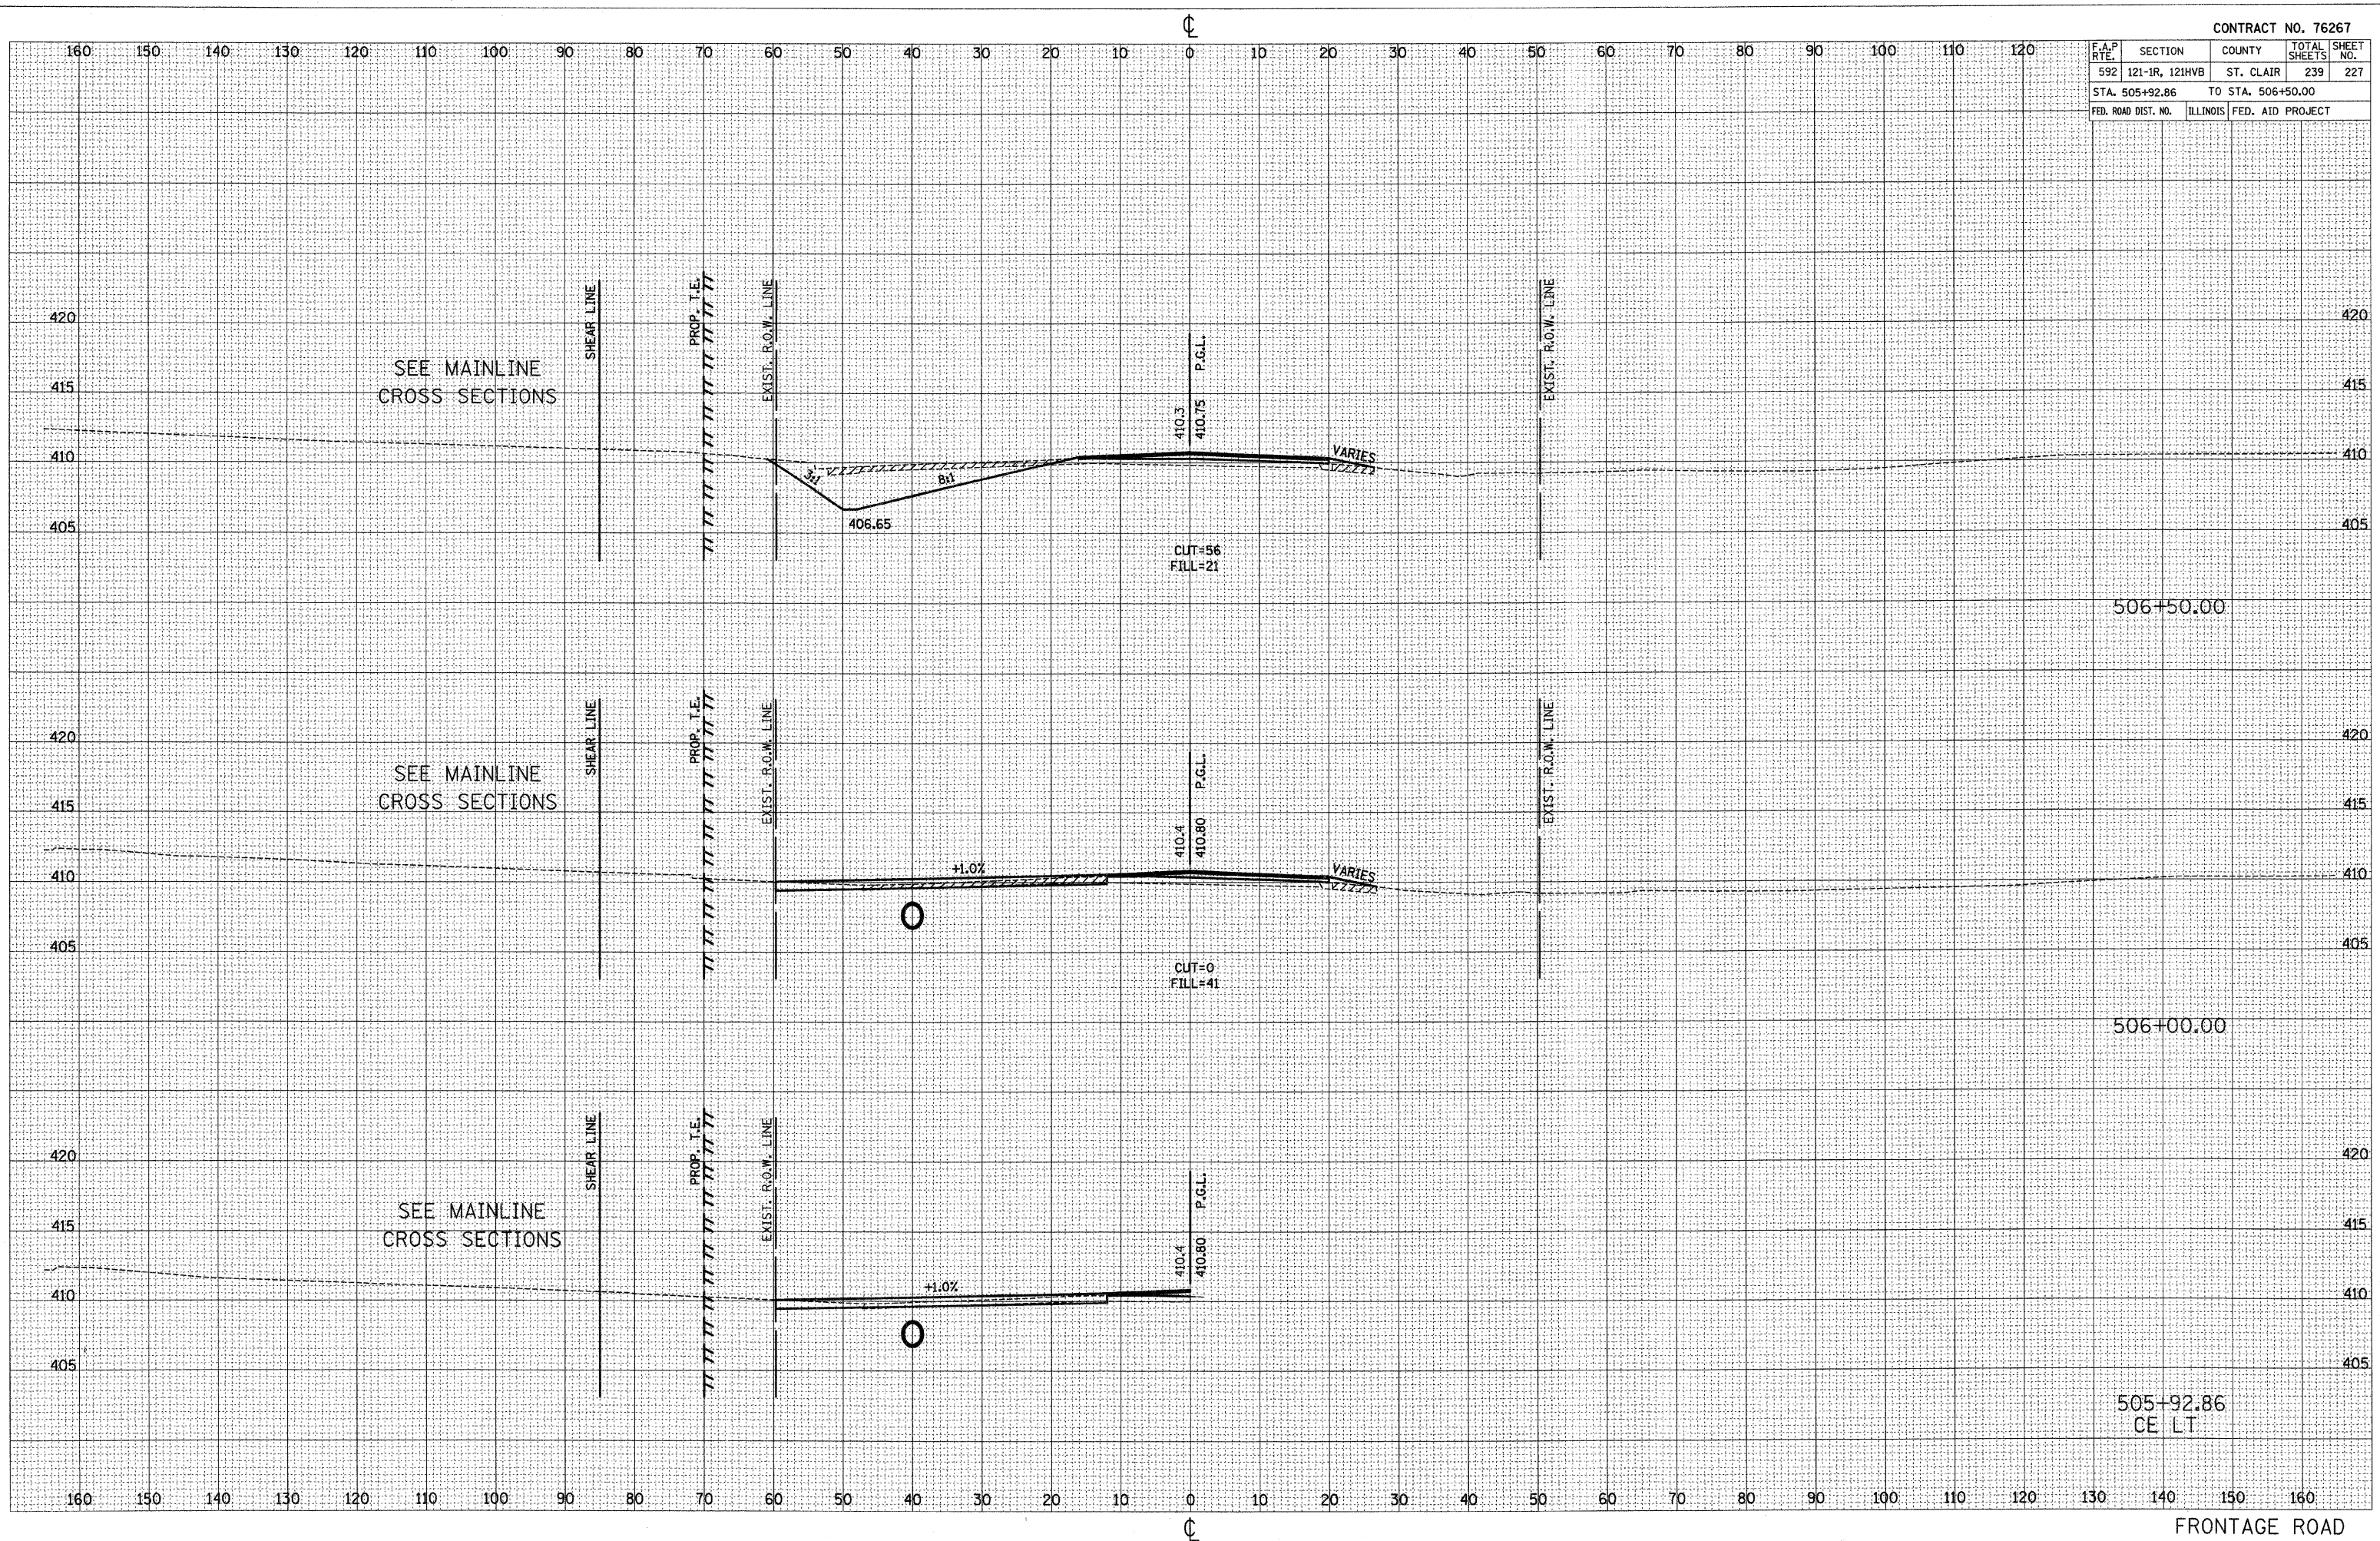 ℄
CONTRACT NO. 76267
160 150 140 130 120 110 100 90 80 70 60 50 40 30 20 10 0 10 20 30 40 50 60 70 80 90 100 110 120
F.A.P RTE. SECTION COUNTY TOTAL SHEETS SHEET NO.
592 121-1R, 121HVB ST. CLAIR 239 227
STA. 505+92.86 TO STA. 506+50.00
FED. ROAD DIST. NO. ILLINOIS FED. AID PROJECT
SHEAR LINE
PROP. T.E.
EXIST. R.O.W. LINE
P.G.L.
EXIST. R.O.W. LINE
420 420
SEE MAINLINE
CROSS SECTIONS
415 415
410.3
410.75
VARIES
410 410
3:1
8:1
406.65
405 405
CUT=56
FILL=21
506+50.00
SHEAR LINE
PROP. T.E.
EXIST. R.O.W. LINE
P.G.L.
EXIST. R.O.W. LINE
420 420
SEE MAINLINE
CROSS SECTIONS
415 415
410.4
410.80
+1.0%
VARIES
410 410
405 405
CUT=0
FILL=41
506+00.00
SHEAR LINE
PROP. T.E.
EXIST. R.O.W. LINE
P.G.L.
420 420
SEE MAINLINE
CROSS SECTIONS
415 415
410.4
410.80
+1.0%
410 410
405 405
505+92.86
CE LT
160 150 140 130 120 110 100 90 80 70 60 50 40 30 20 10 0 10 20 30 40 50 60 70 80 90 100 110 120 130 140 150 160
℄
FRONTAGE ROAD